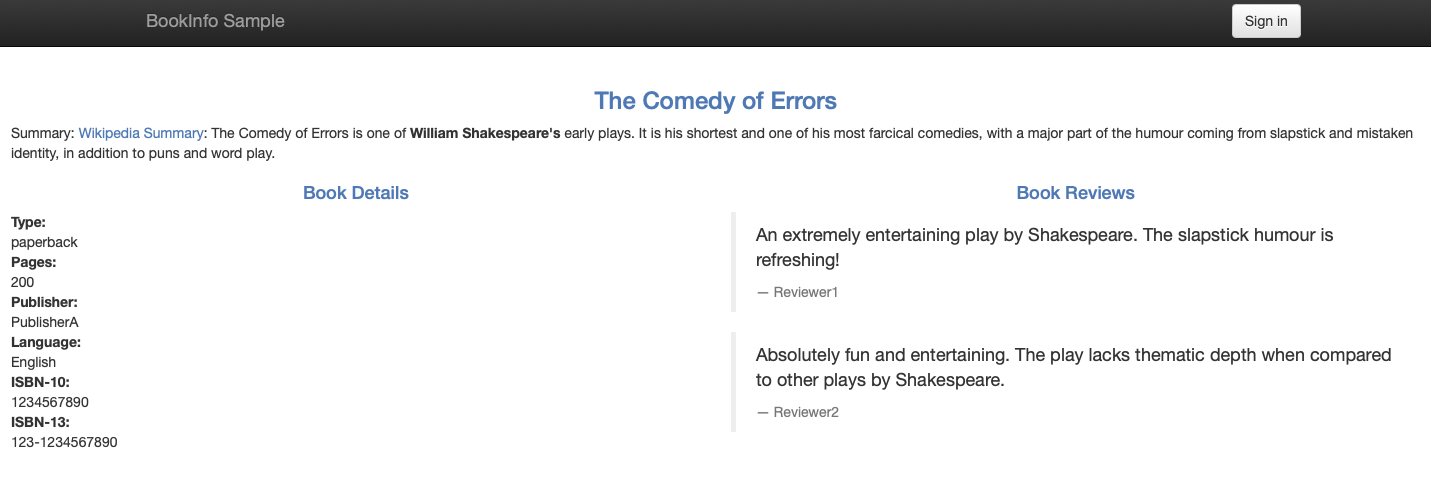 BookInfo Sample
Sign in
The Comedy of Errors
Summary: Wikipedia Summary: The Comedy of Errors is one of William Shakespeare's early plays. It is his shortest and one of his most farcical comedies, with a major part of the humour coming from slapstick and mistaken
identity, in addition to puns and word play.
Book Details
Type:
paperback
Pages:
200
Publisher:
PublisherA
Language:
English
ISBN-10:
1234567890
ISBN-13:
123-1234567890
Book Reviews
An extremely entertaining play by Shakespeare. The slapstick humour is
refreshing!
— Reviewer1
Absolutely fun and entertaining. The play lacks thematic depth when compared
to other plays by Shakespeare.
— Reviewer2